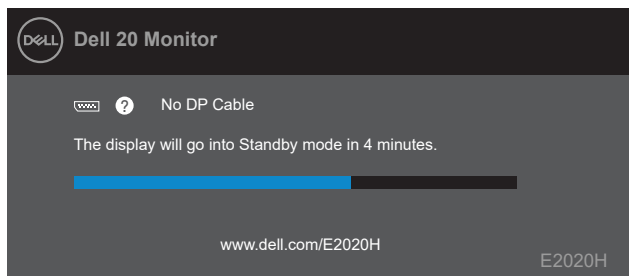 DELL Dell 20 Monitor
? No DP Cable
The display will go into Standby mode in 4 minutes.
www.dell.com/E2020H
E2020H